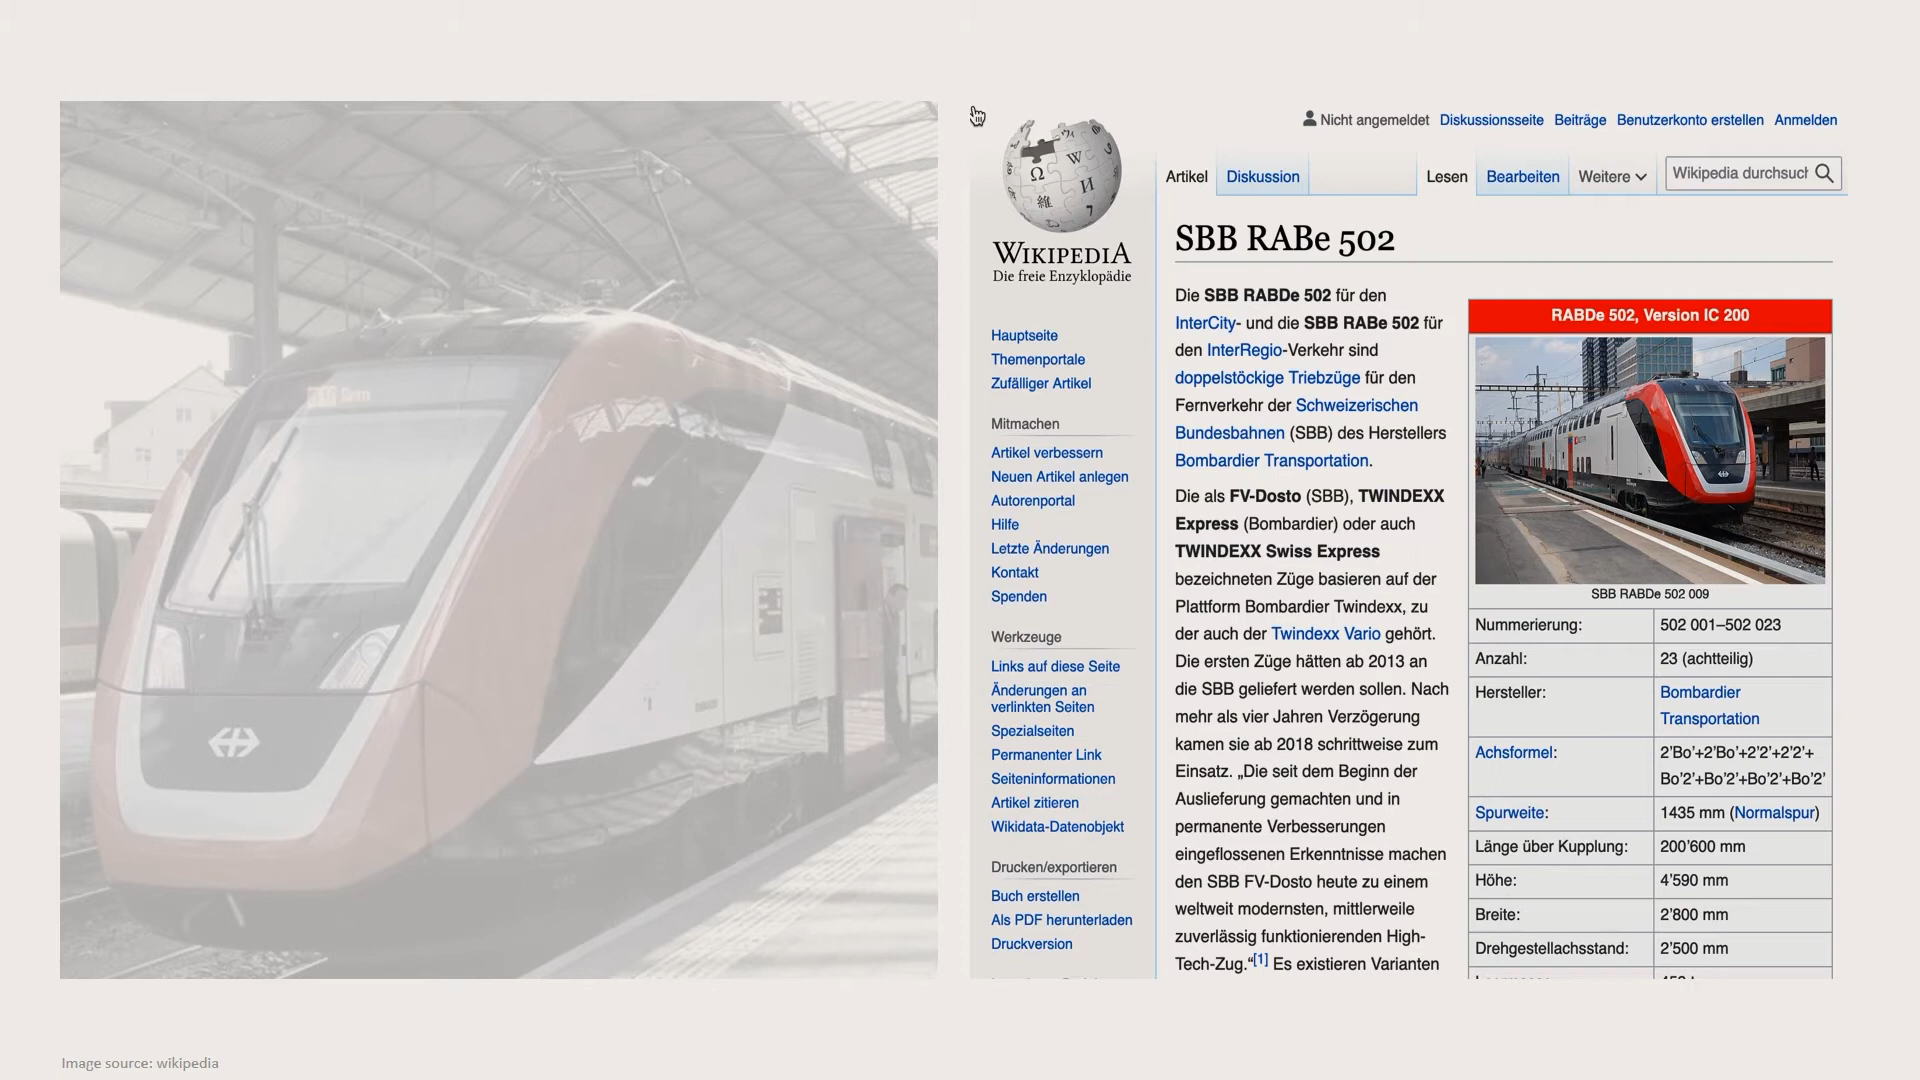 Nicht angemeldet Diskussionsseite Beiträge Benutzerkonto erstellen Anmelden
Artikel Diskussion Lesen Bearbeiten Weitere Wikipedia durchsuch
WIKIPEDIA
Die freie Enzyklopädie
Hauptseite
Themenportale
Zufälliger Artikel
Mitmachen
Artikel verbessern
Neuen Artikel anlegen
Autorenportal
Hilfe
Letzte Änderungen
Kontakt
Spenden
Werkzeuge
Links auf diese Seite
Änderungen an
verlinkten Seiten
Spezialseiten
Permanenter Link
Seiteninformationen
Artikel zitieren
Wikidata-Datenobjekt
Drucken/exportieren
Buch erstellen
Als PDF herunterladen
Druckversion
SBB RABe 502
Die SBB RABDe 502 für den
InterCity- und die SBB RABe 502 für
den InterRegio-Verkehr sind
doppelstöckige Triebzüge für den
Fernverkehr der Schweizerischen
Bundesbahnen (SBB) des Herstellers
Bombardier Transportation.
Die als FV-Dosto (SBB), TWINDEXX
Express (Bombardier) oder auch
TWINDEXX Swiss Express
bezeichneten Züge basieren auf der
Plattform Bombardier Twindexx, zu
der auch der Twindexx Vario gehört.
Die ersten Züge hätten ab 2013 an
die SBB geliefert werden sollen. Nach
mehr als vier Jahren Verzögerung
kamen sie ab 2018 schrittweise zum
Einsatz. „Die seit dem Beginn der
Auslieferung gemachten und in
permanente Verbesserungen
eingeflossenen Erkenntnisse machen
den SBB FV-Dosto heute zu einem
weltweit modernsten, mittlerweile
zuverlässig funktionierenden High-
Tech-Zug.“[1] Es existieren Varianten
RABDe 502, Version IC 200
SBB RABDe 502 009
Nummerierung: 502 001–502 023
Anzahl: 23 (achtteilig)
Hersteller: Bombardier
Transportation
Achsformel: 2’Bo’+2’Bo’+2’2’+2’2’+
Bo’2’+Bo’2’+Bo’2’+Bo’2’
Spurweite: 1435 mm (Normalspur)
Länge über Kupplung: 200’600 mm
Höhe: 4’590 mm
Breite: 2’800 mm
Drehgestellachsstand: 2’500 mm
Image source: wikipedia